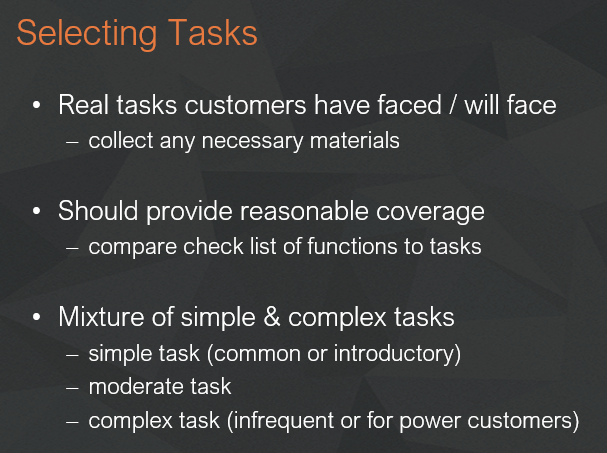 Selecting Tasks
• Real tasks customers have faced / will face
– collect any necessary materials
• Should provide reasonable coverage
– compare check list of functions to tasks
• Mixture of simple & complex tasks
– simple task (common or introductory)
– moderate task
– complex task (infrequent or for power customers)